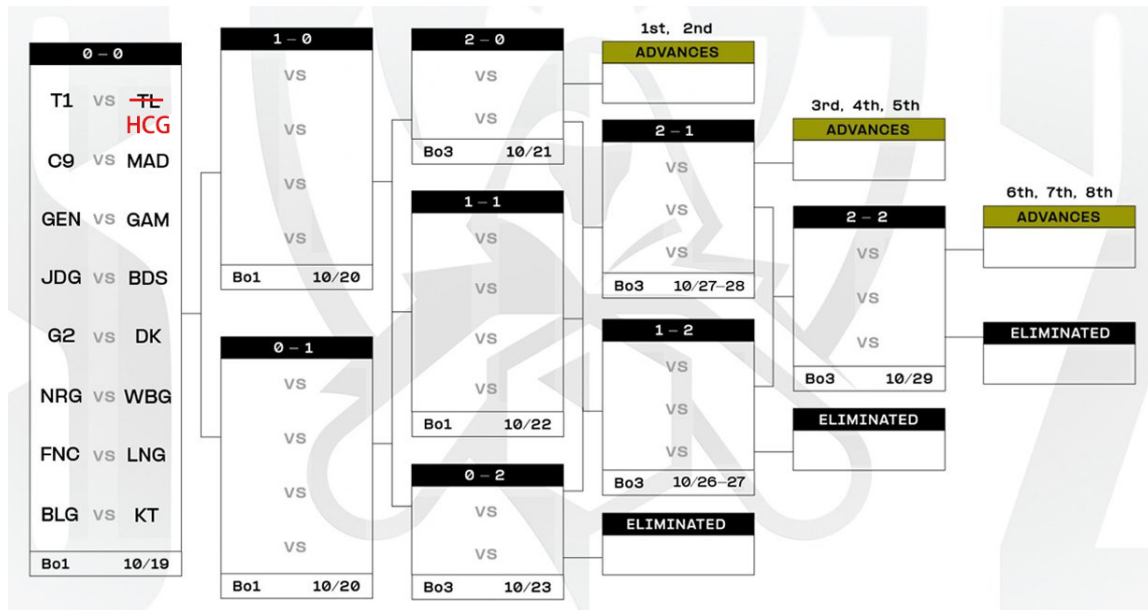 0 – 0
T1 VS TL
HCG
C9 VS MAD
GEN VS GAM
JDG VS BDS
G2 VS DK
NRG VS WBG
FNC VS LNG
BLG VS KT
Bo1 10/19
1 – 0
VS
VS
VS
VS
Bo1 10/20
0 – 1
VS
VS
VS
VS
Bo1 10/20
2 – 0
VS
VS
Bo3 10/21
1 – 1
VS
VS
VS
VS
Bo1 10/22
0 – 2
VS
VS
Bo3 10/23
1st, 2nd
ADVANCES
2 – 1
VS
VS
VS
Bo3 10/27–28
1 – 2
VS
VS
VS
Bo3 10/26–27
ELIMINATED
3rd, 4th, 5th
ADVANCES
2 – 2
VS
VS
VS
Bo3 10/29
ELIMINATED
6th, 7th, 8th
ADVANCES
ELIMINATED